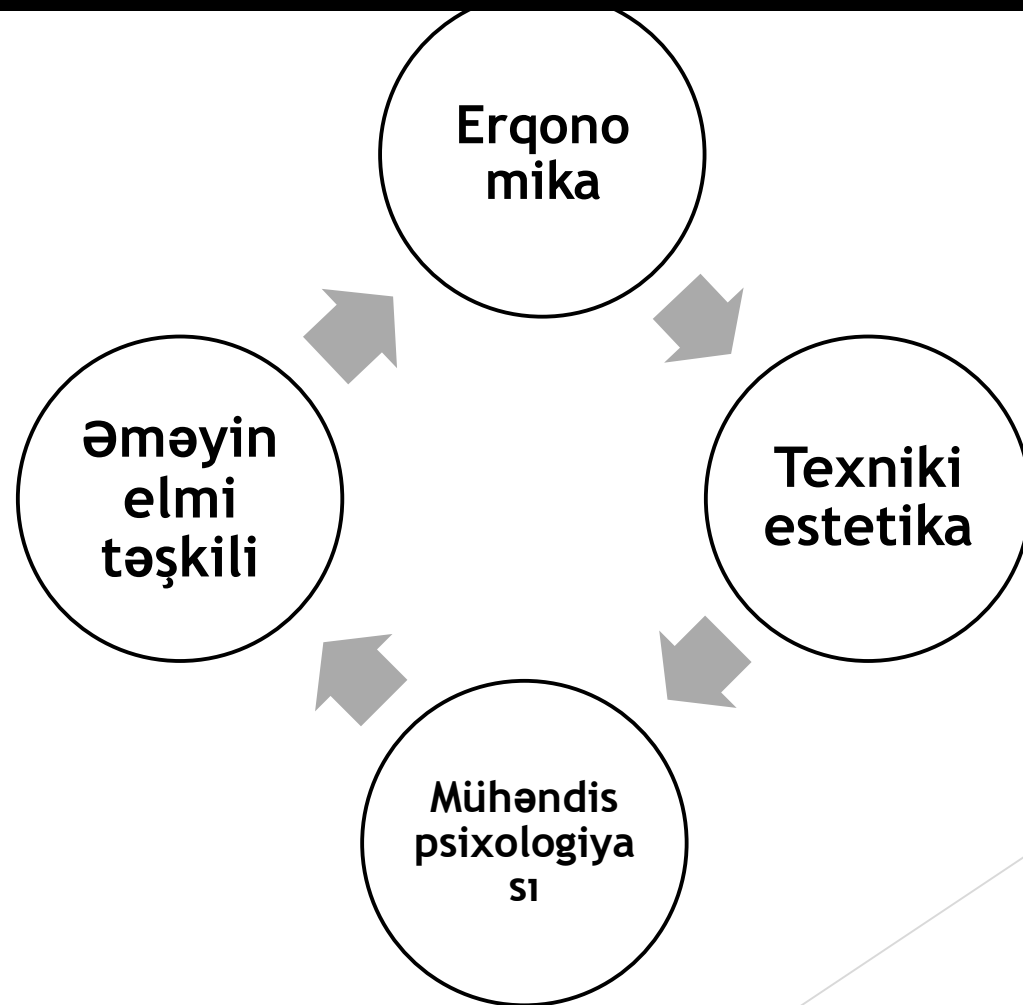 Erqono
mika
Texniki
estetika
Mühəndis
psixologiya
sı
Əməyin
elmi
təşkili